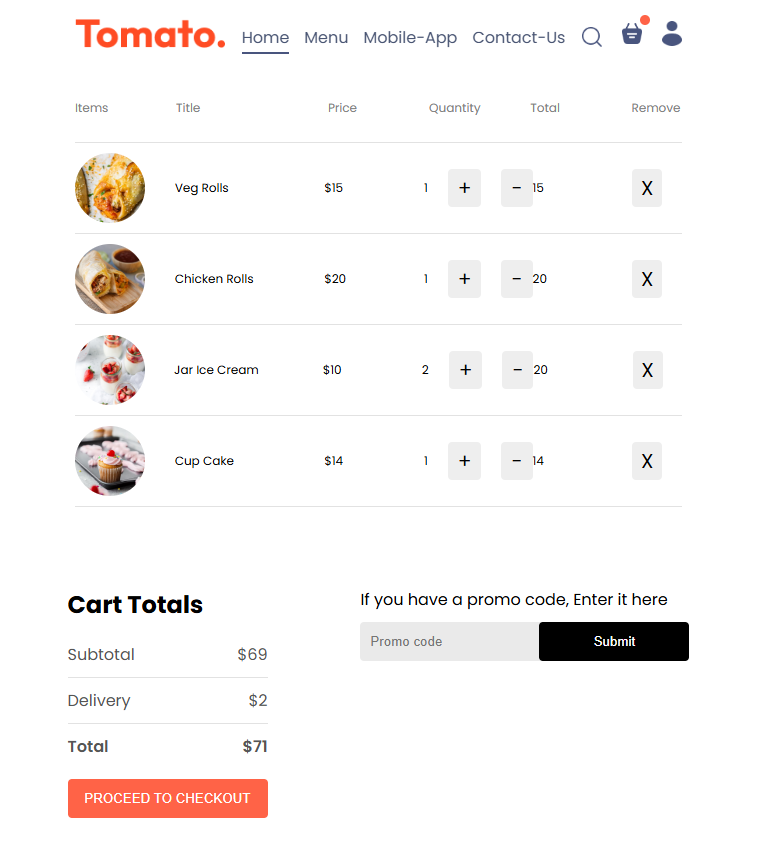 Tomato. Home Menu Mobile-App Contact-Us
Items Title Price Quantity Total Remove
Veg Rolls $15 1 + − 15 X
Chicken Rolls $20 1 + − 20 X
Jar Ice Cream $10 2 + − 20 X
Cup Cake $14 1 + − 14 X
Cart Totals
Subtotal $69
Delivery $2
Total $71
PROCEED TO CHECKOUT
If you have a promo code, Enter it here
Promo code Submit